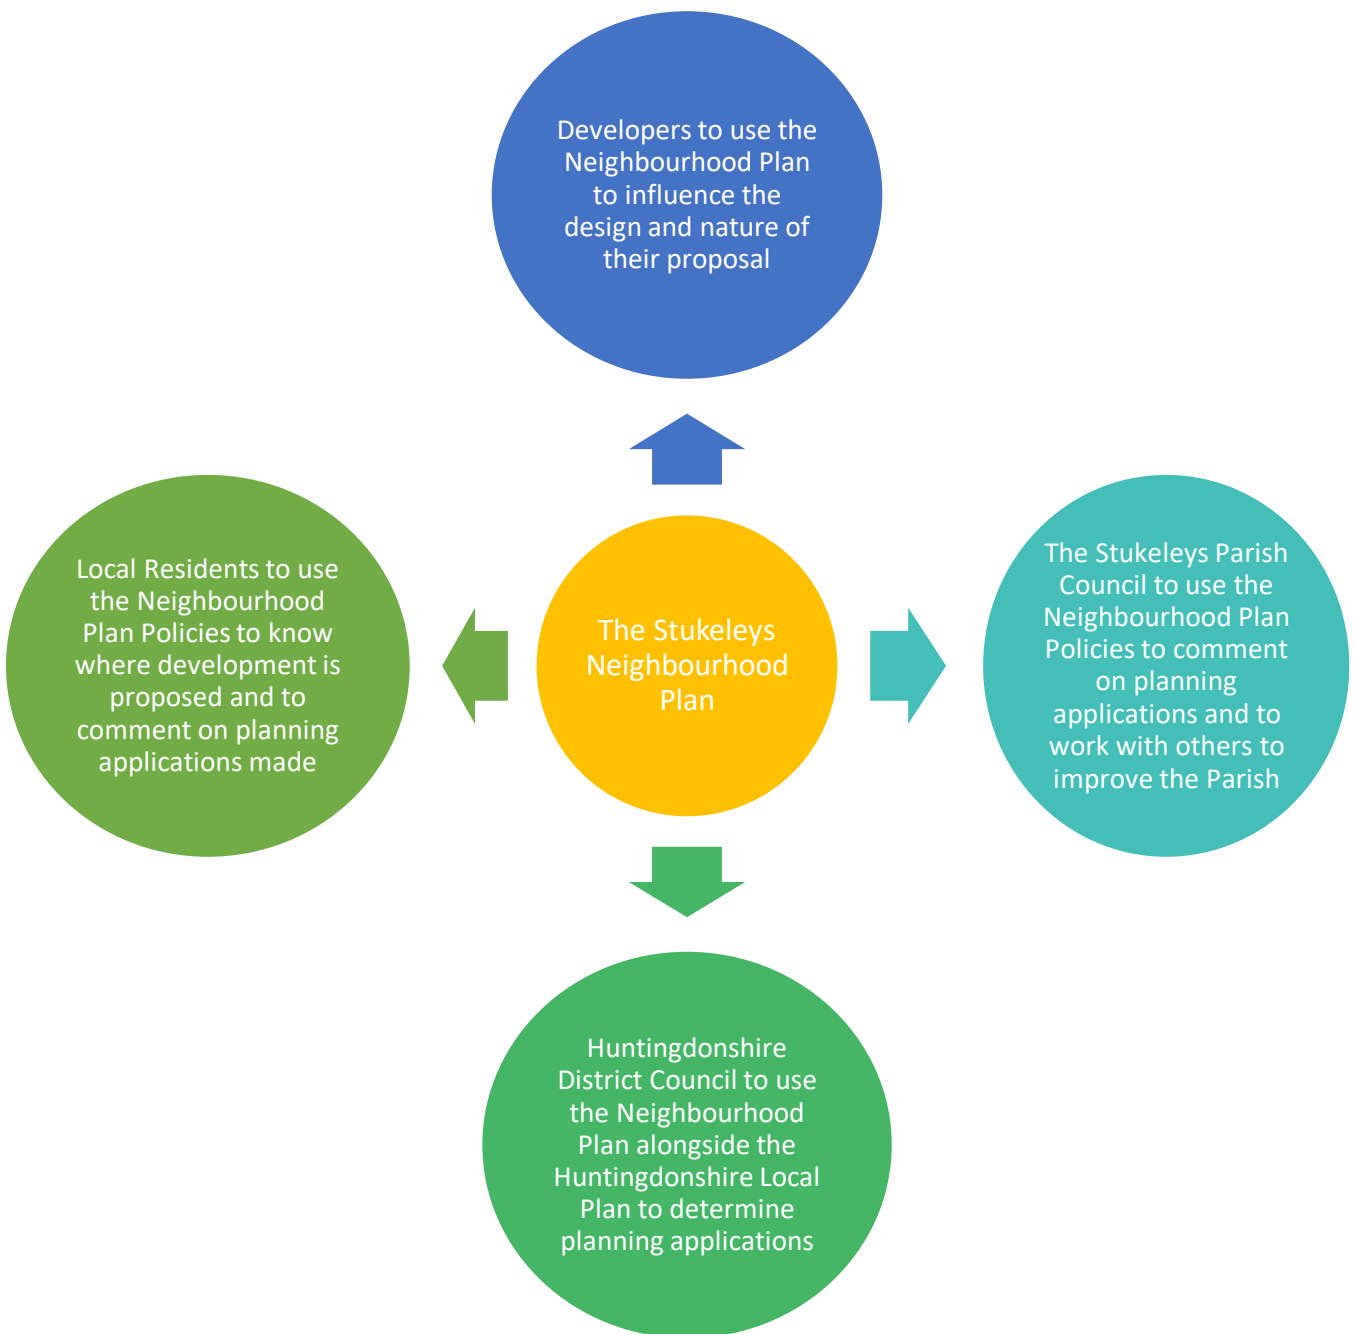 Developers to use the
Neighbourhood Plan
to influence the
design and nature of
their proposal
Local Residents to use
the Neighbourhood
Plan Policies to know
where development is
proposed and to
comment on planning
applications made
The Stukeleys
Neighbourhood
Plan
The Stukeleys Parish
Council to use the
Neighbourhood Plan
Policies to comment
on planning
applications and to
work with others to
improve the Parish
Huntingdonshire
District Council to use
the Neighbourhood
Plan alongside the
Huntingdonshire Local
Plan to determine
planning applications